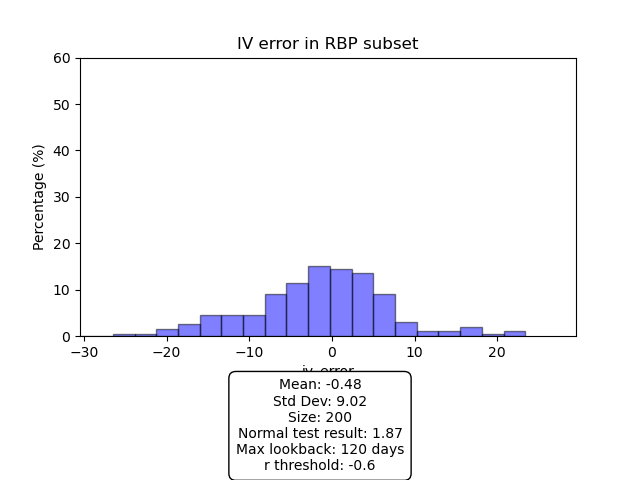 IV error in RBP subset
Percentage (%)
60
50
40
30
20
10
0
−30 −20 −10 0 10 20
iv_error
Mean: -0.48
Std Dev: 9.02
Size: 200
Normal test result: 1.87
Max lookback: 120 days
r threshold: -0.6